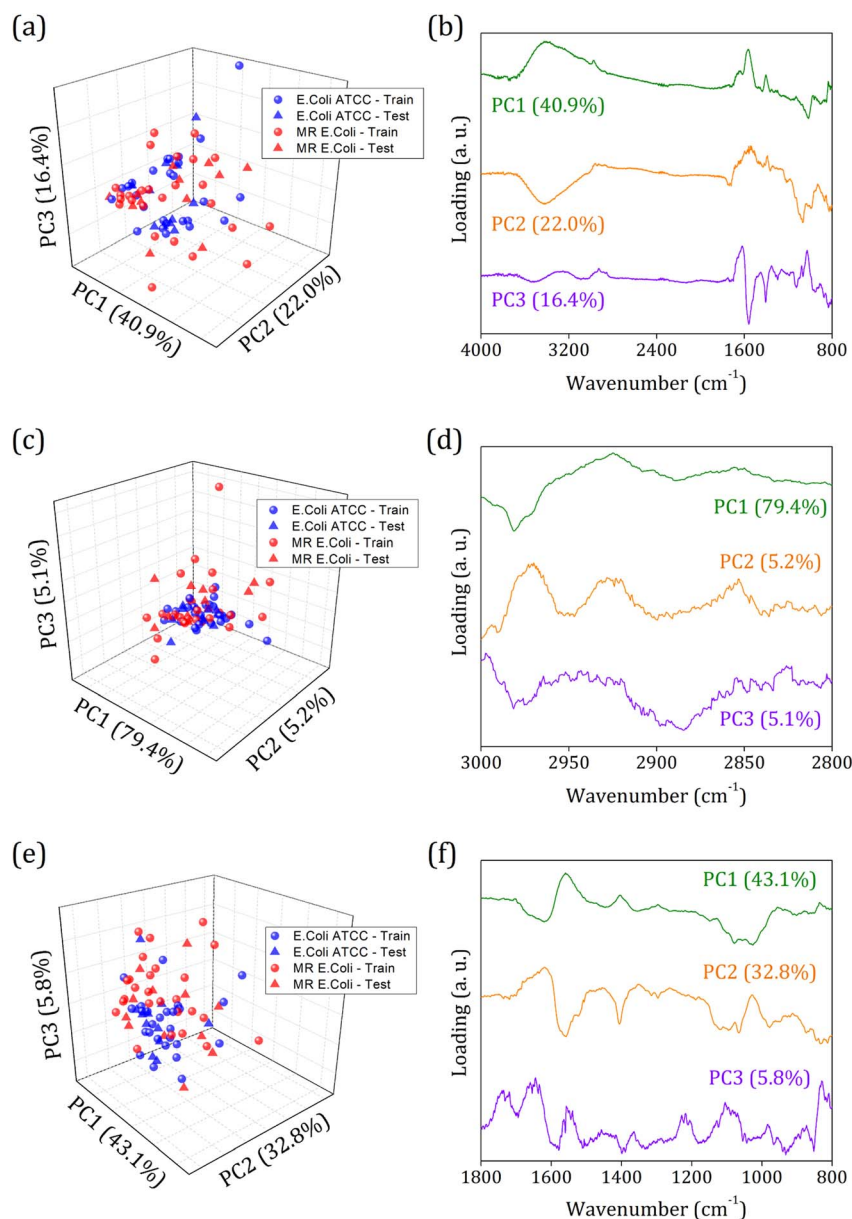 (a)
E.Coli ATCC - Train
E.Coli ATCC - Test
MR E.Coli - Train
MR E.Coli - Test
PC3 (16.4%)
PC1 (40.9%)
PC2 (22.0%)
(b)
PC1 (40.9%)
PC2 (22.0%)
PC3 (16.4%)
Loading (a. u.)
4000 3200 2400 1600 800
Wavenumber (cm⁻¹)
(c)
E.Coli ATCC - Train
E.Coli ATCC - Test
MR E.Coli - Train
MR E.Coli - Test
PC3 (5.1%)
PC1 (79.4%)
PC2 (5.2%)
(d)
PC1 (79.4%)
PC2 (5.2%)
PC3 (5.1%)
Loading (a. u.)
3000 2950 2900 2850 2800
Wavenumber (cm⁻¹)
(e)
E.Coli ATCC - Train
E.Coli ATCC - Test
MR E.Coli - Train
MR E.Coli - Test
PC3 (5.8%)
PC1 (43.1%)
PC2 (32.8%)
(f)
PC1 (43.1%)
PC2 (32.8%)
PC3 (5.8%)
Loading (a. u.)
1800 1600 1400 1200 1000 800
Wavenumber (cm⁻¹)